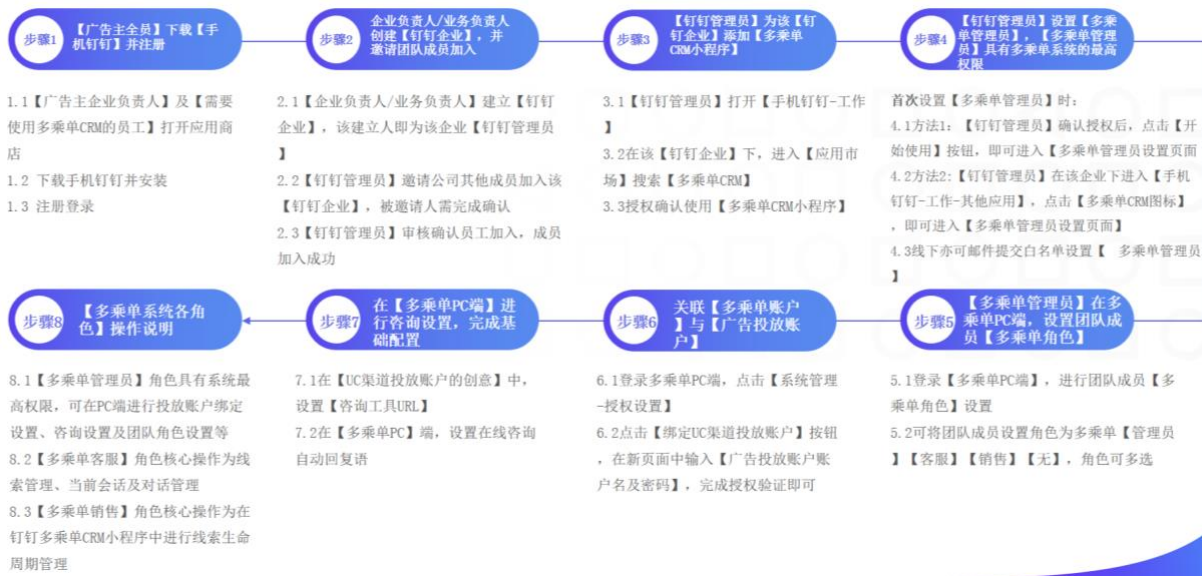 步骤1
【广告主全员】下载【手
机钉钉】并注册
1.1【广告主企业负责人】及【需要
使用多乘单CRM的员工】打开应用商
店
1.2 下载手机钉钉并安装
1.3 注册登录
步骤2
企业负责人/业务负责人
创建【钉钉企业】，并
邀请团队成员加入
2.1【企业负责人/业务负责人】建立【钉钉
企业】，该建立人即为该企业【钉钉管理员
】
2.2【钉钉管理员】邀请公司其他成员加入该
【钉钉企业】，被邀请人需完成确认
2.3【钉钉管理员】审核确认员工加入，成员
加入成功
步骤3
【钉钉管理员】为该【钉
钉企业】添加【多乘单
CRM小程序】
3.1【钉钉管理员】打开【手机钉钉-工作
】
3.2在该【钉钉企业】下，进入【应用市
场】搜索【多乘单CRM】
3.3授权确认使用【多乘单CRM小程序】
步骤4
【钉钉管理员】设置【多乘
单管理员】，【多乘单管理
员】具有多乘单系统的最高
权限
首次设置【多乘单管理员】时：
4.1方法1：【钉钉管理员】确认授权后，点击【开
始使用】按钮，即可进入【多乘单管理员设置页面
4.2方法2:【钉钉管理员】在该企业下进入【手机
钉钉-工作-其他应用】，点击【多乘单CRM图标】
，即可进入【多乘单管理员设置页面】
4.3线下亦可邮件提交白名单设置【 多乘单管理员
】
步骤8
【多乘单系统各角
色】操作说明
8.1【多乘单管理员】角色具有系统最
高权限，可在PC端进行投放账户绑定
设置、咨询设置及团队角色设置等
8.2【多乘单客服】角色核心操作为线
索管理、当前会话及对话管理
8.3【多乘单销售】角色核心操作为在
钉钉多乘单CRM小程序中进行线索生命
周期管理
步骤7
在【多乘单PC端】进
行咨询设置，完成基
础配置
7.1在【UC渠道投放账户的创意】中，
设置【咨询工具URL】
7.2在【多乘单PC】端，设置在线咨询
自动回复语
步骤6
关联【多乘单账户
】与【广告投放账
户】
6.1登录多乘单PC端，点击【系统管理
-授权设置】
6.2点击【绑定UC渠道投放账户】按钮
，在新页面中输入【广告投放账户账
户名及密码】，完成授权验证即可
步骤5
【多乘单管理员】在多
乘单PC端，设置团队成
员【多乘单角色】
5.1登录【多乘单PC端】，进行团队成员【多
乘单角色】设置
5.2可将团队成员设置角色为多乘单【管理员
】【客服】【销售】【无】，角色可多选